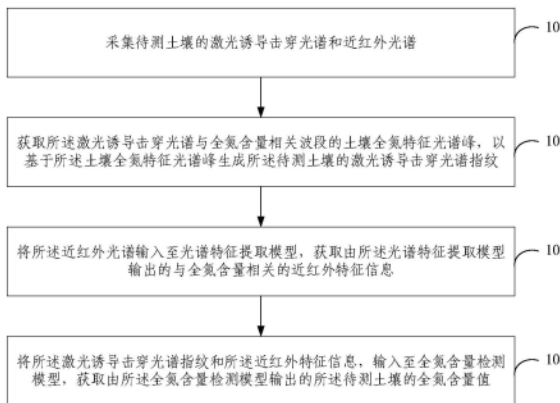 采集待测土壤的激光诱导击穿光谱和近红外光谱
10
获取所述激光诱导击穿光谱与全氮含量相关波段的土壤全氮特征光谱峰，以
基于所述土壤全氮特征光谱峰生成所述待测土壤的激光诱导击穿光谱指纹
10
将所述近红外光谱输入至光谱特征提取模型，获取由所述光谱特征提取模型
输出的与全氮含量相关的近红外特征信息
10
将所述激光诱导击穿光谱指纹和所述近红外特征信息，输入至全氮含量检测
模型，获取由所述全氮含量检测模型输出的所述待测土壤的全氮含量值
10